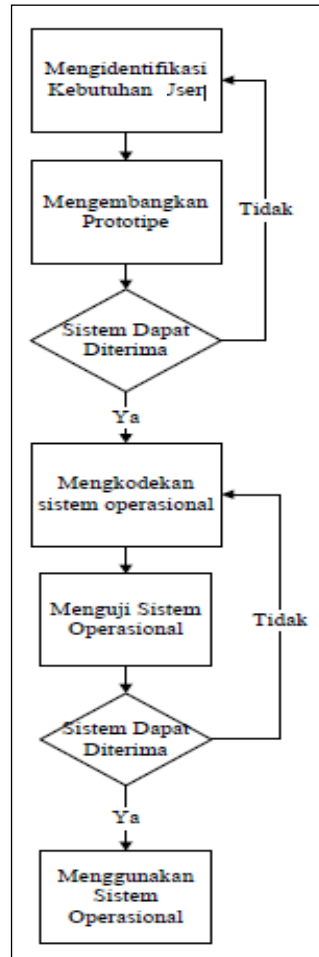 Mengidentifikasi
Kebutuhan Jser
Mengembangkan
Prototipe
Tidak
Sistem Dapat
Diterima
Ya
Mengkodekan
sistem operasional
Menguji Sistem
Operasional
Tidak
Sistem Dapat
Diterima
Ya
Menggunakan
Sistem
Operasional